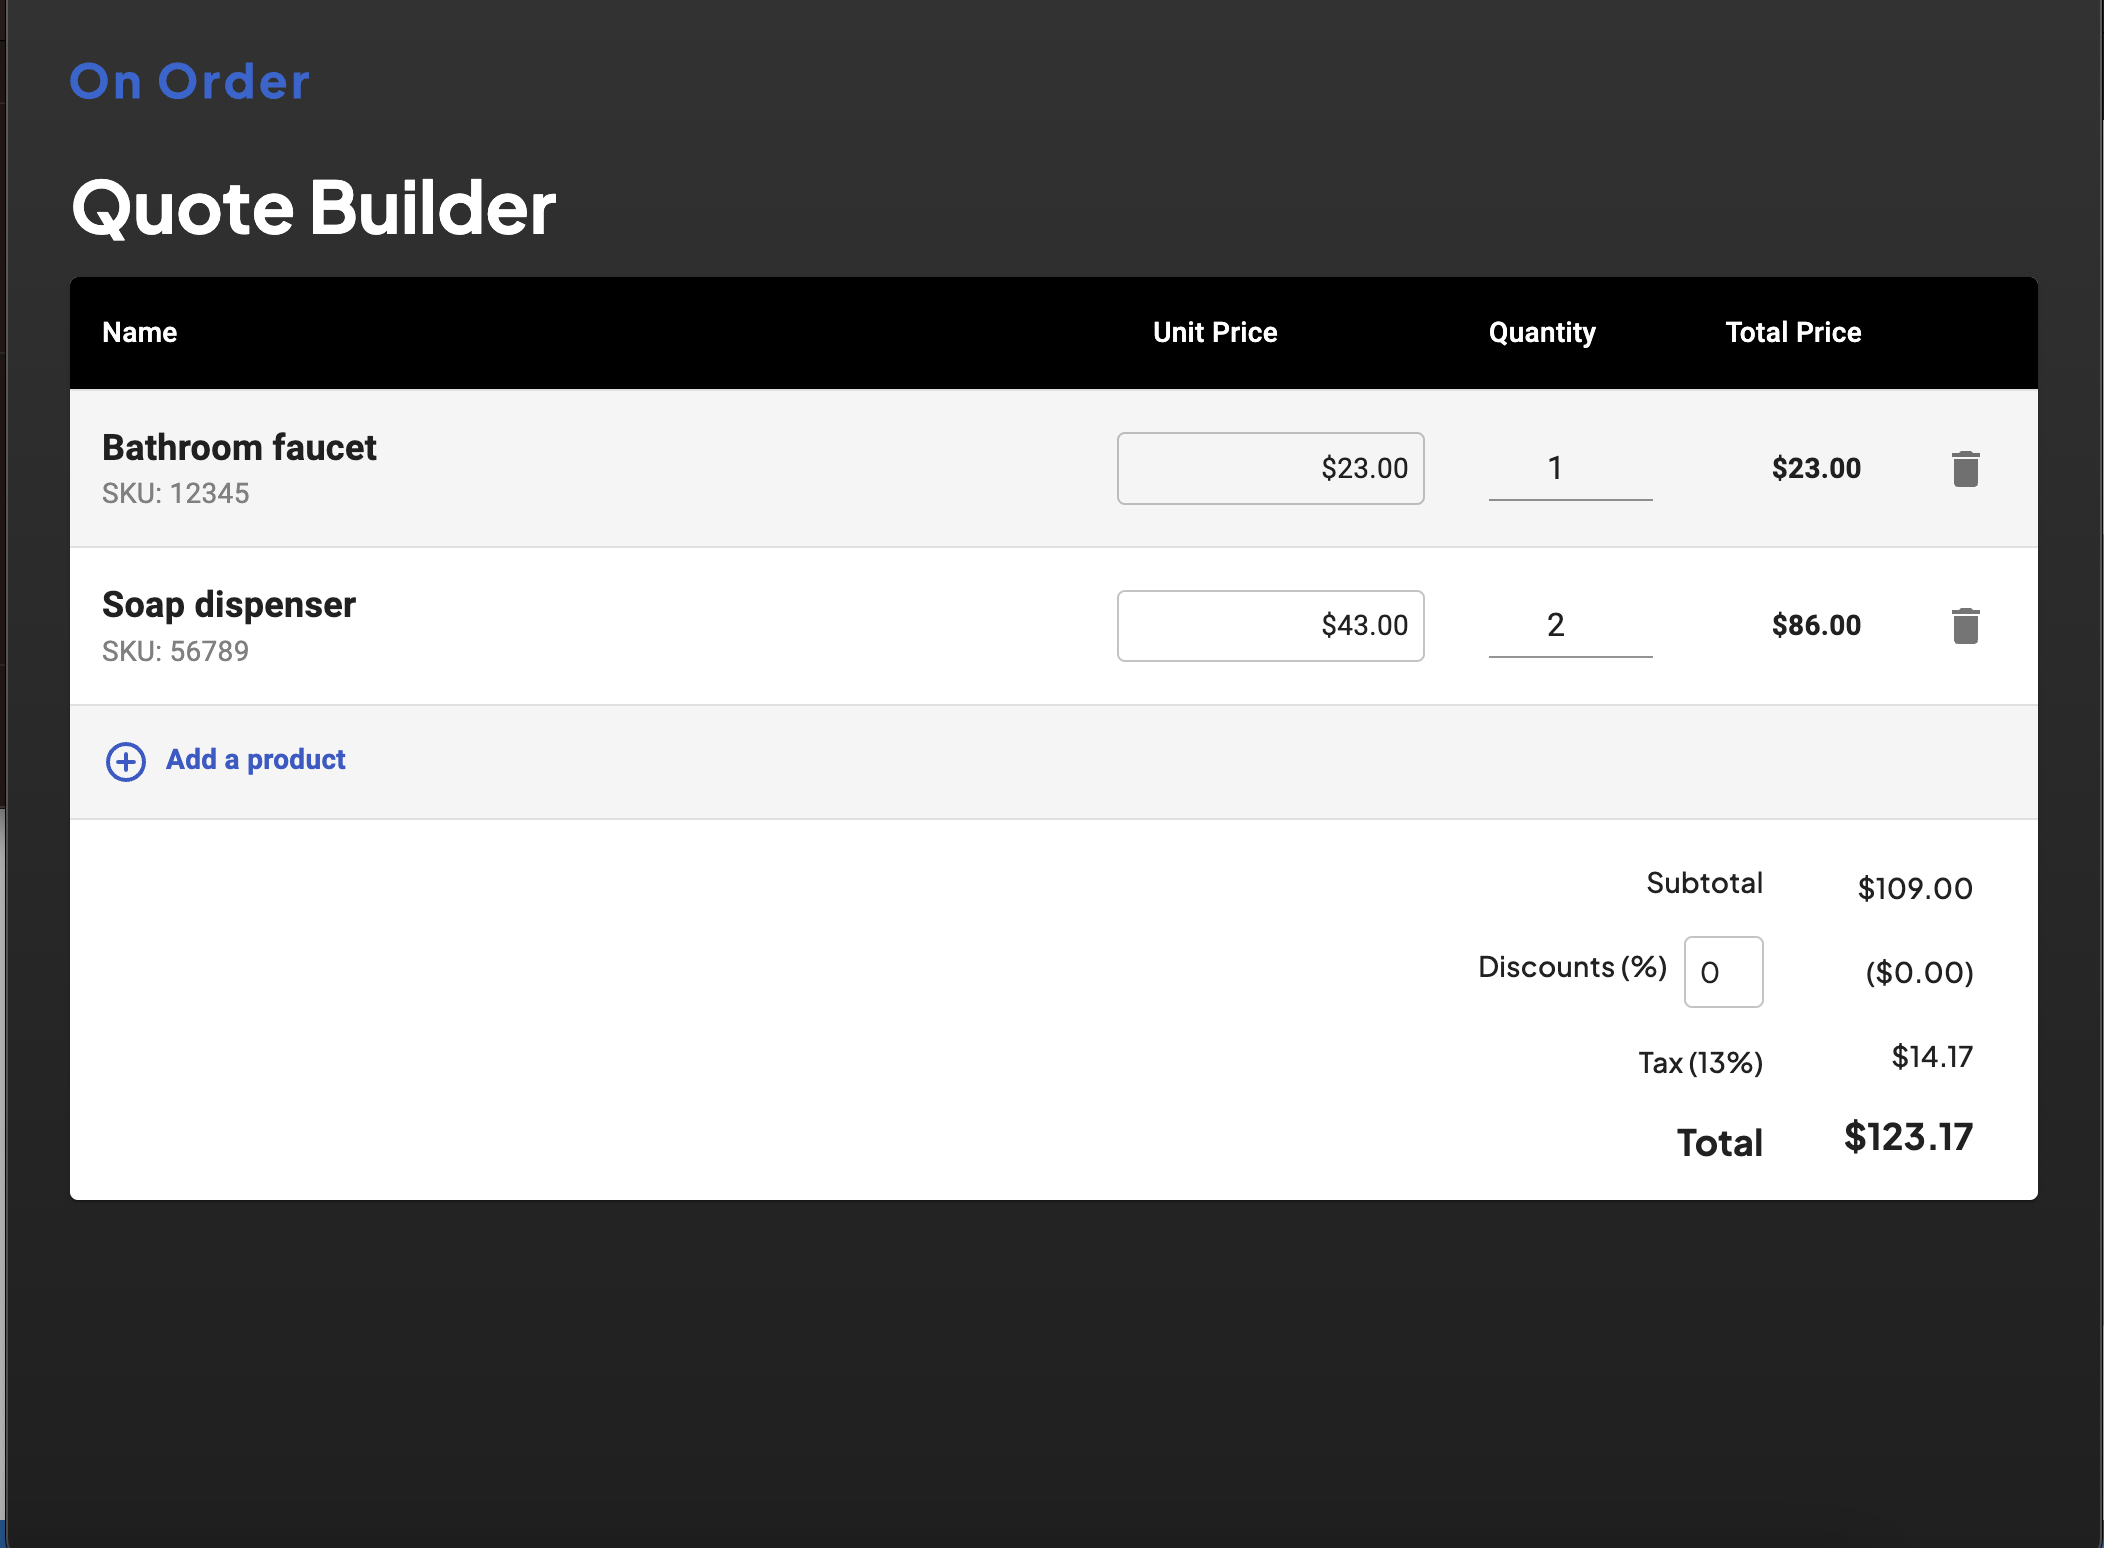 On Order
Quote Builder
Name Unit Price Quantity Total Price
Bathroom faucet
SKU: 12345
$23.00 1 $23.00
Soap dispenser
SKU: 56789
$43.00 2 $86.00
Add a product
Subtotal $109.00
Discounts (%) 0 ($0.00)
Tax (13%) $14.17
Total $123.17